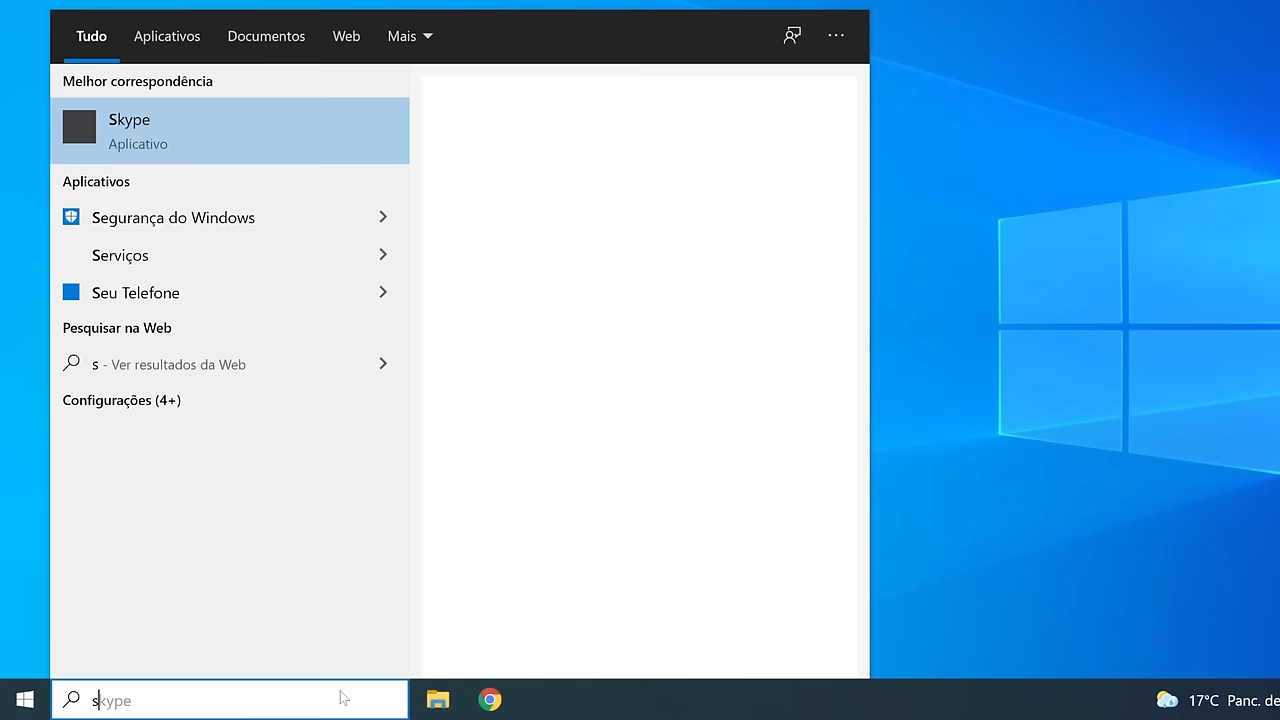 Tudo Aplicativos Documentos Web Mais
Melhor correspondência
Skype
Aplicativo
Aplicativos
Segurança do Windows
Serviços
Seu Telefone
Pesquisar na Web
s - Ver resultados da Web
Configurações (4+)
skype
17°C Panc. de